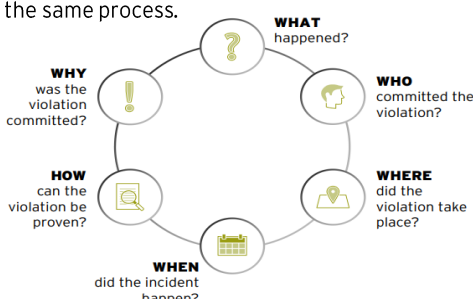 the same process.
WHAT
happened?
WHO
committed the
violation?
WHERE
did the
violation take
place?
WHEN
did the incident
happen?
HOW
can the
violation be
proven?
WHY
was the
violation
committed?